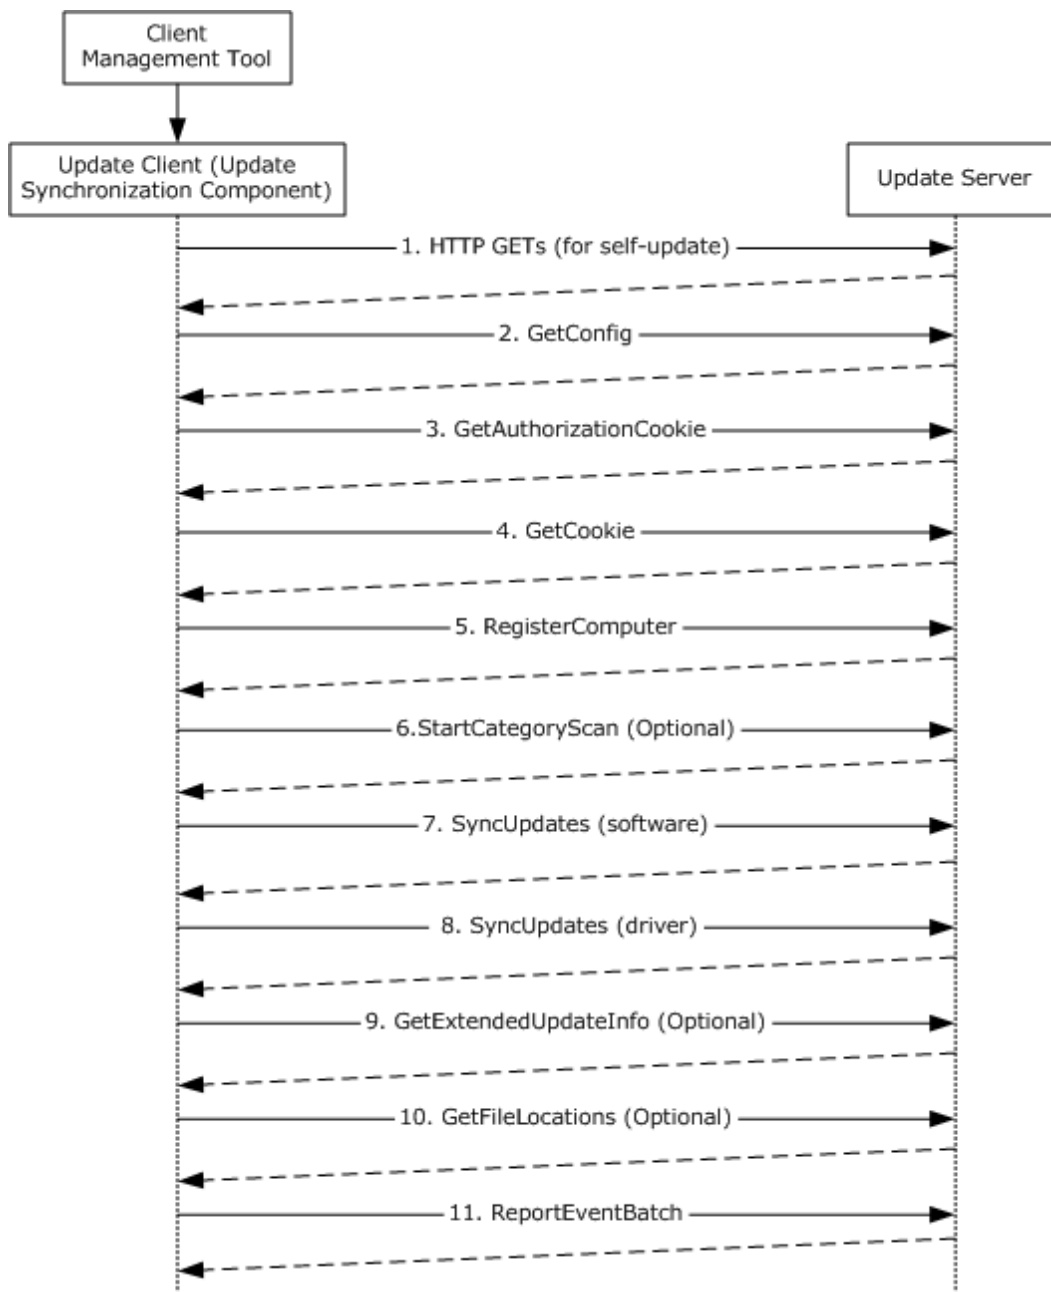 Client
Management Tool
Update Client (Update
Synchronization Component)
Update Server
1. HTTP GETs (for self-update)
2. GetConfig
3. GetAuthorizationCookie
4. GetCookie
5. RegisterComputer
6.StartCategoryScan (Optional)
7. SyncUpdates (software)
8. SyncUpdates (driver)
9. GetExtendedUpdateInfo (Optional)
10. GetFileLocations (Optional)
11. ReportEventBatch